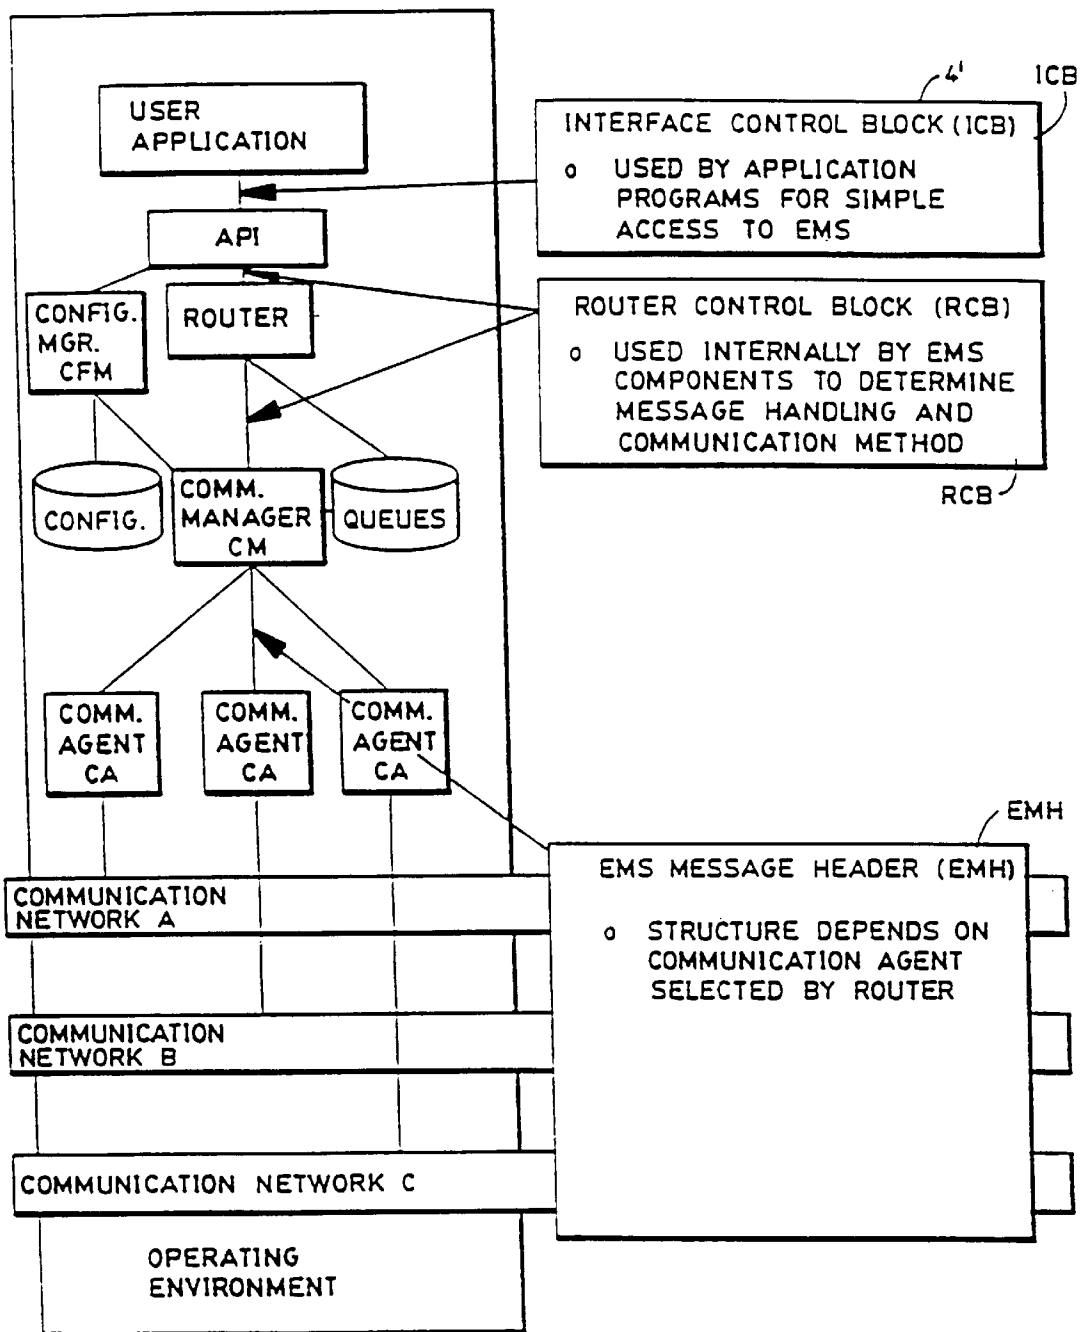 USER
APPLICATION
API
CONFIG.
MGR.
CFM
ROUTER
CONFIG.
COMM.
MANAGER
CM
QUEUES
COMM.
AGENT
CA
COMM.
AGENT
CA
COMM.
AGENT
CA
4'
ICB
INTERFACE CONTROL BLOCK (ICB)
o USED BY APPLICATION
PROGRAMS FOR SIMPLE
ACCESS TO EMS
ROUTER CONTROL BLOCK (RCB)
o USED INTERNALLY BY EMS
COMPONENTS TO DETERMINE
MESSAGE HANDLING AND
COMMUNICATION METHOD
RCB
EMH
EMS MESSAGE HEADER (EMH)
o STRUCTURE DEPENDS ON
COMMUNICATION AGENT
SELECTED BY ROUTER
COMMUNICATION
NETWORK A
COMMUNICATION
NETWORK B
COMMUNICATION NETWORK C
OPERATING
ENVIRONMENT